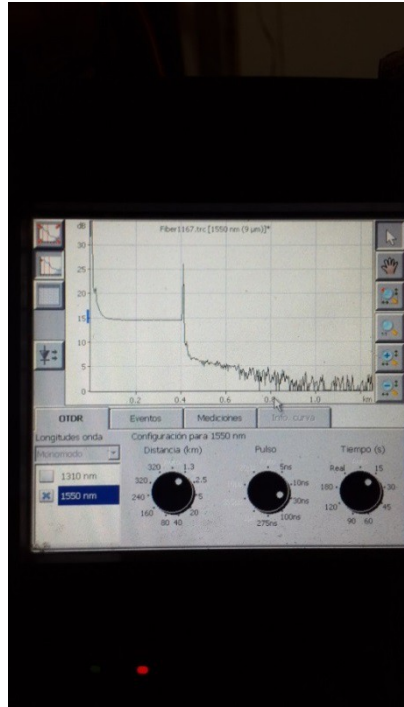 dB
Fiber1167.trc [1550 nm (9 µm)]*
30
25
20
15
10
5
0
0.2 0.4 0.6 0.8 1.0 km
OTDR Eventos Mediciones Info. curva
Longitudes onda
Monomodo
1310 nm
1550 nm
Configuración para 1550 nm
Distancia (km)
320 1.3
320 2.5
240 5
160 20
80 40
Pulso
5ns
10ns
30ns
100ns
275ns
Tiempo (s)
Real 15
180 30
120 45
90 60